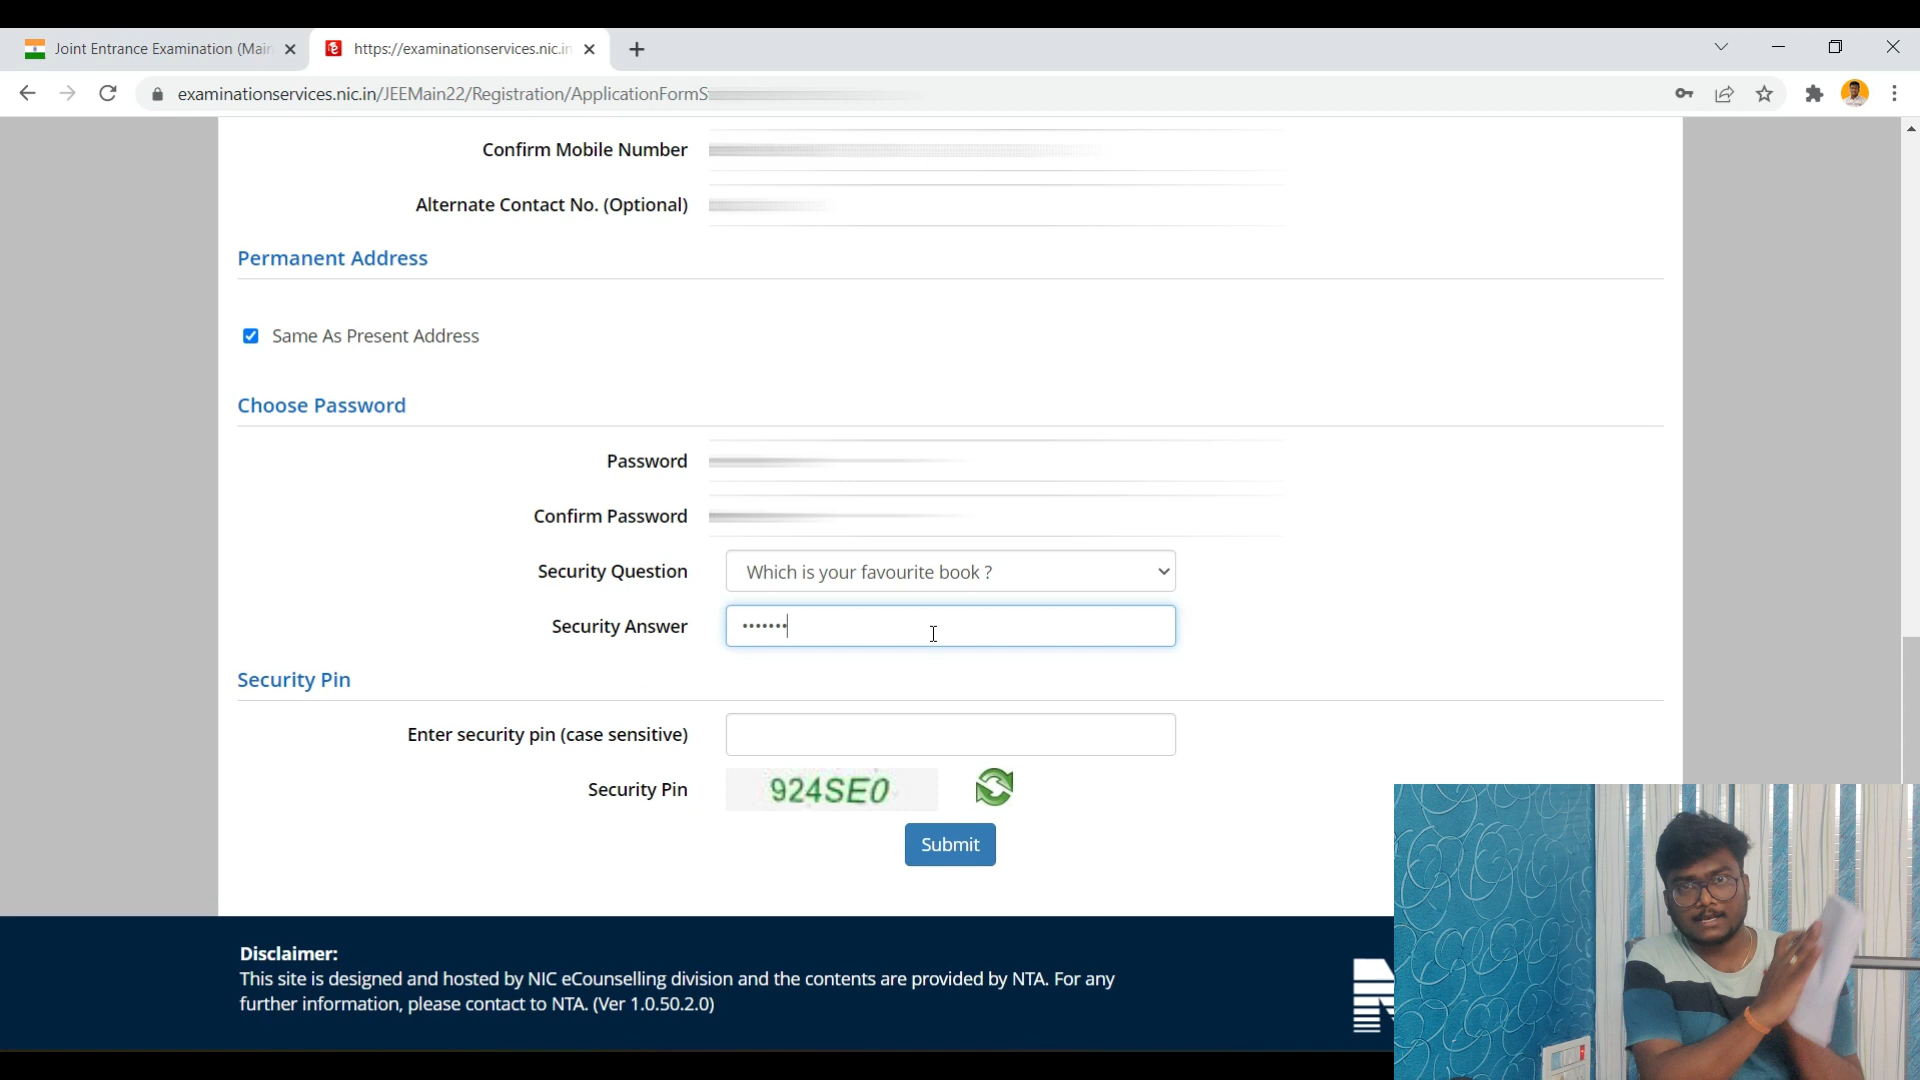 Joint Entrance Examination (Main
https://examinationservices.nic.in
examinationservices.nic.in/JEEMain22/Registration/ApplicationFormS
Confirm Mobile Number
Alternate Contact No. (Optional)
Permanent Address
Same As Present Address
Choose Password
Password
Confirm Password
Security Question
Which is your favourite book ?
Security Answer
•••••••
Security Pin
Enter security pin (case sensitive)
Security Pin
924SE0
Submit
Disclaimer:
This site is designed and hosted by NIC eCounselling division and the contents are provided by NTA. For any
further information, please contact to NTA. (Ver 1.0.50.2.0)